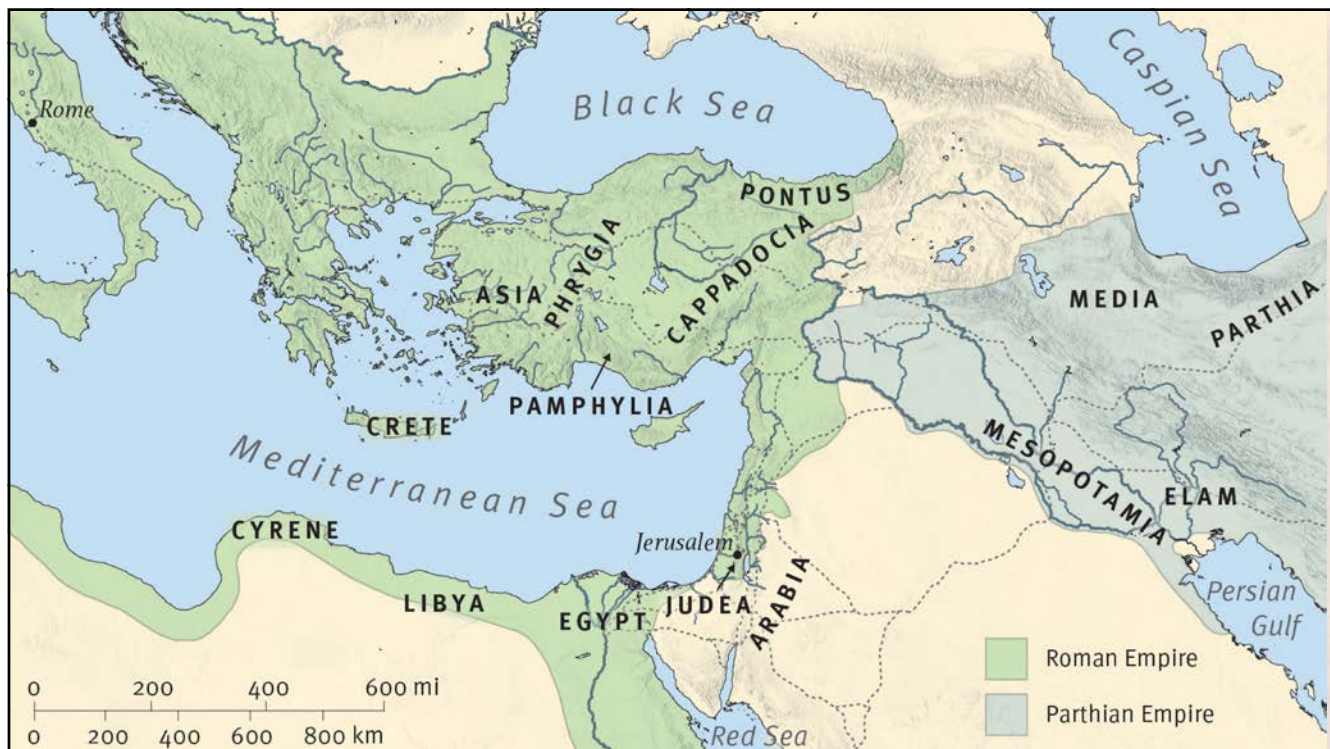 Caspian Sea
Black Sea
Rome
PONTUS
PHRYGIA
CAPPADOCIA
ASIA
MEDIA
PARTHIA
PAMPHYLIA
CRETE
Mediterranean Sea
MESOPOTAMIA
ELAM
CYRENE
Jerusalem
LIBYA
EGYPT
JUDEA
ARABIA
Persian
Gulf
Roman Empire
Parthian Empire
0 200 400 600 mi
0 200 400 600 800 km
Red Sea